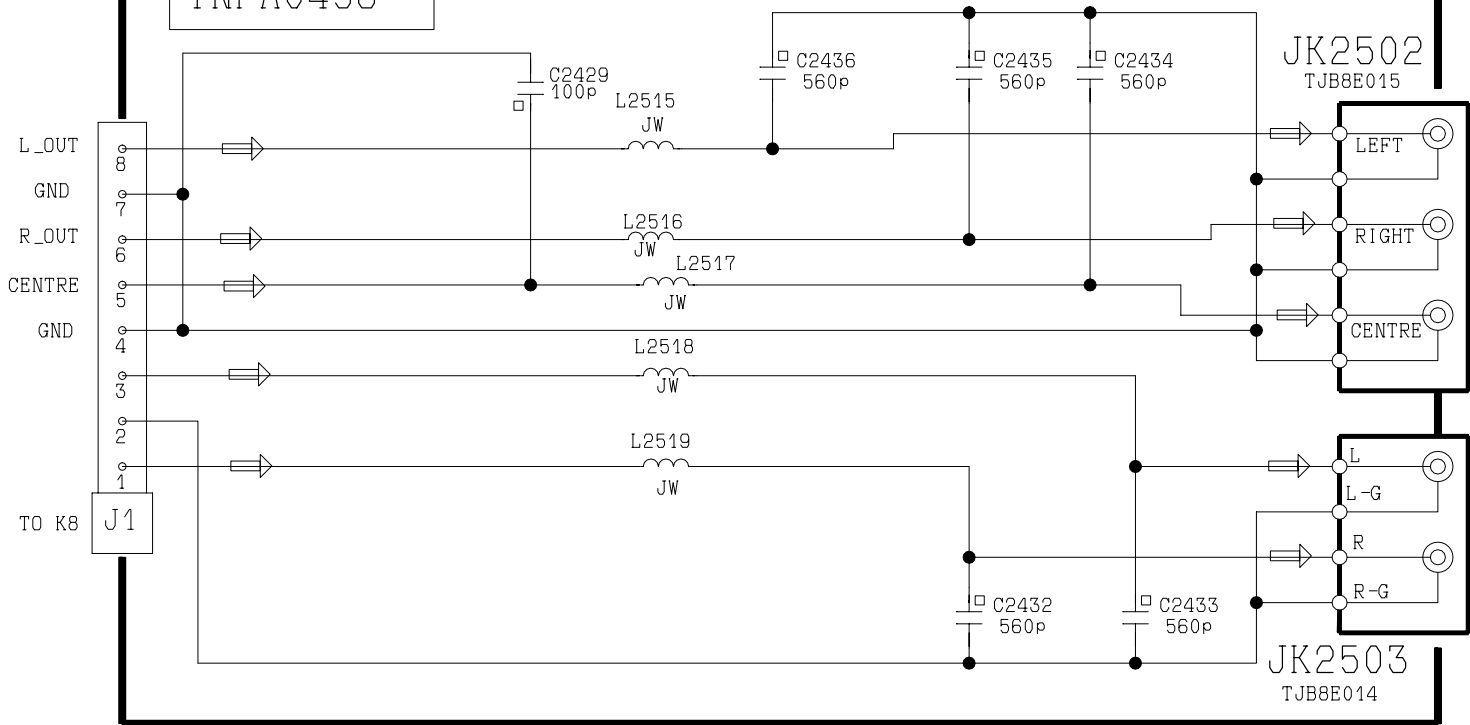 JK2502
TJB8E015
C2436
560p
C2435
560p
C2434
560p
C2429
100p
L2515
JW
L_OUT
8
LEFT
GND
7
R_OUT
6
L2516
JW
RIGHT
L2517
JW
CENTRE
5
GND
4
CENTRE
L2518
JW
3
2
L2519
JW
1
L
L-G
TO K8
J1
R
R-G
C2432
560p
C2433
560p
JK2503
TJB8E014